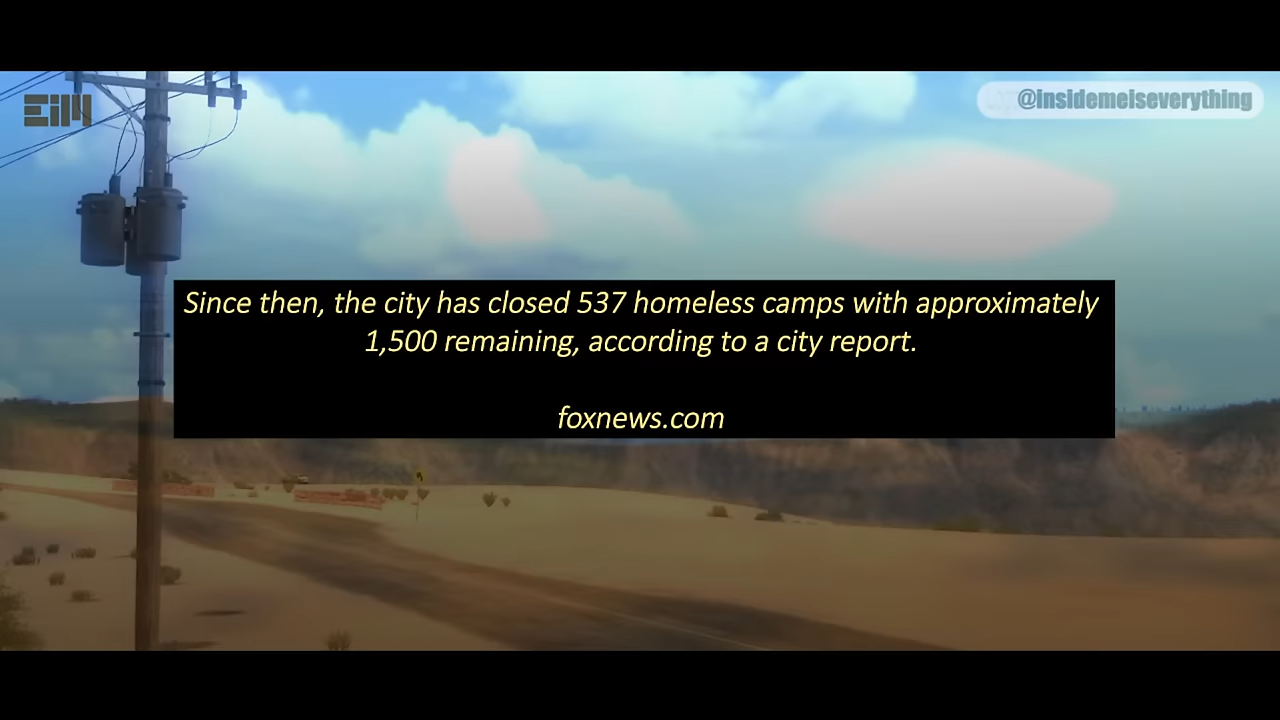 EiM
@insidemeiseverything
Since then, the city has closed 537 homeless camps with approximately
1,500 remaining, according to a city report.
foxnews.com